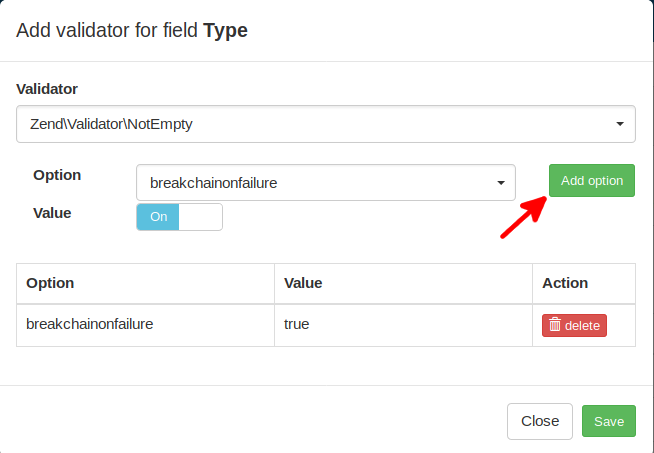 Add validator for field Type
Validator
Zend\Validator\NotEmpty
Option breakchainonfailure Add option
Value On
Option Value Action
breakchainonfailure true delete
Close Save